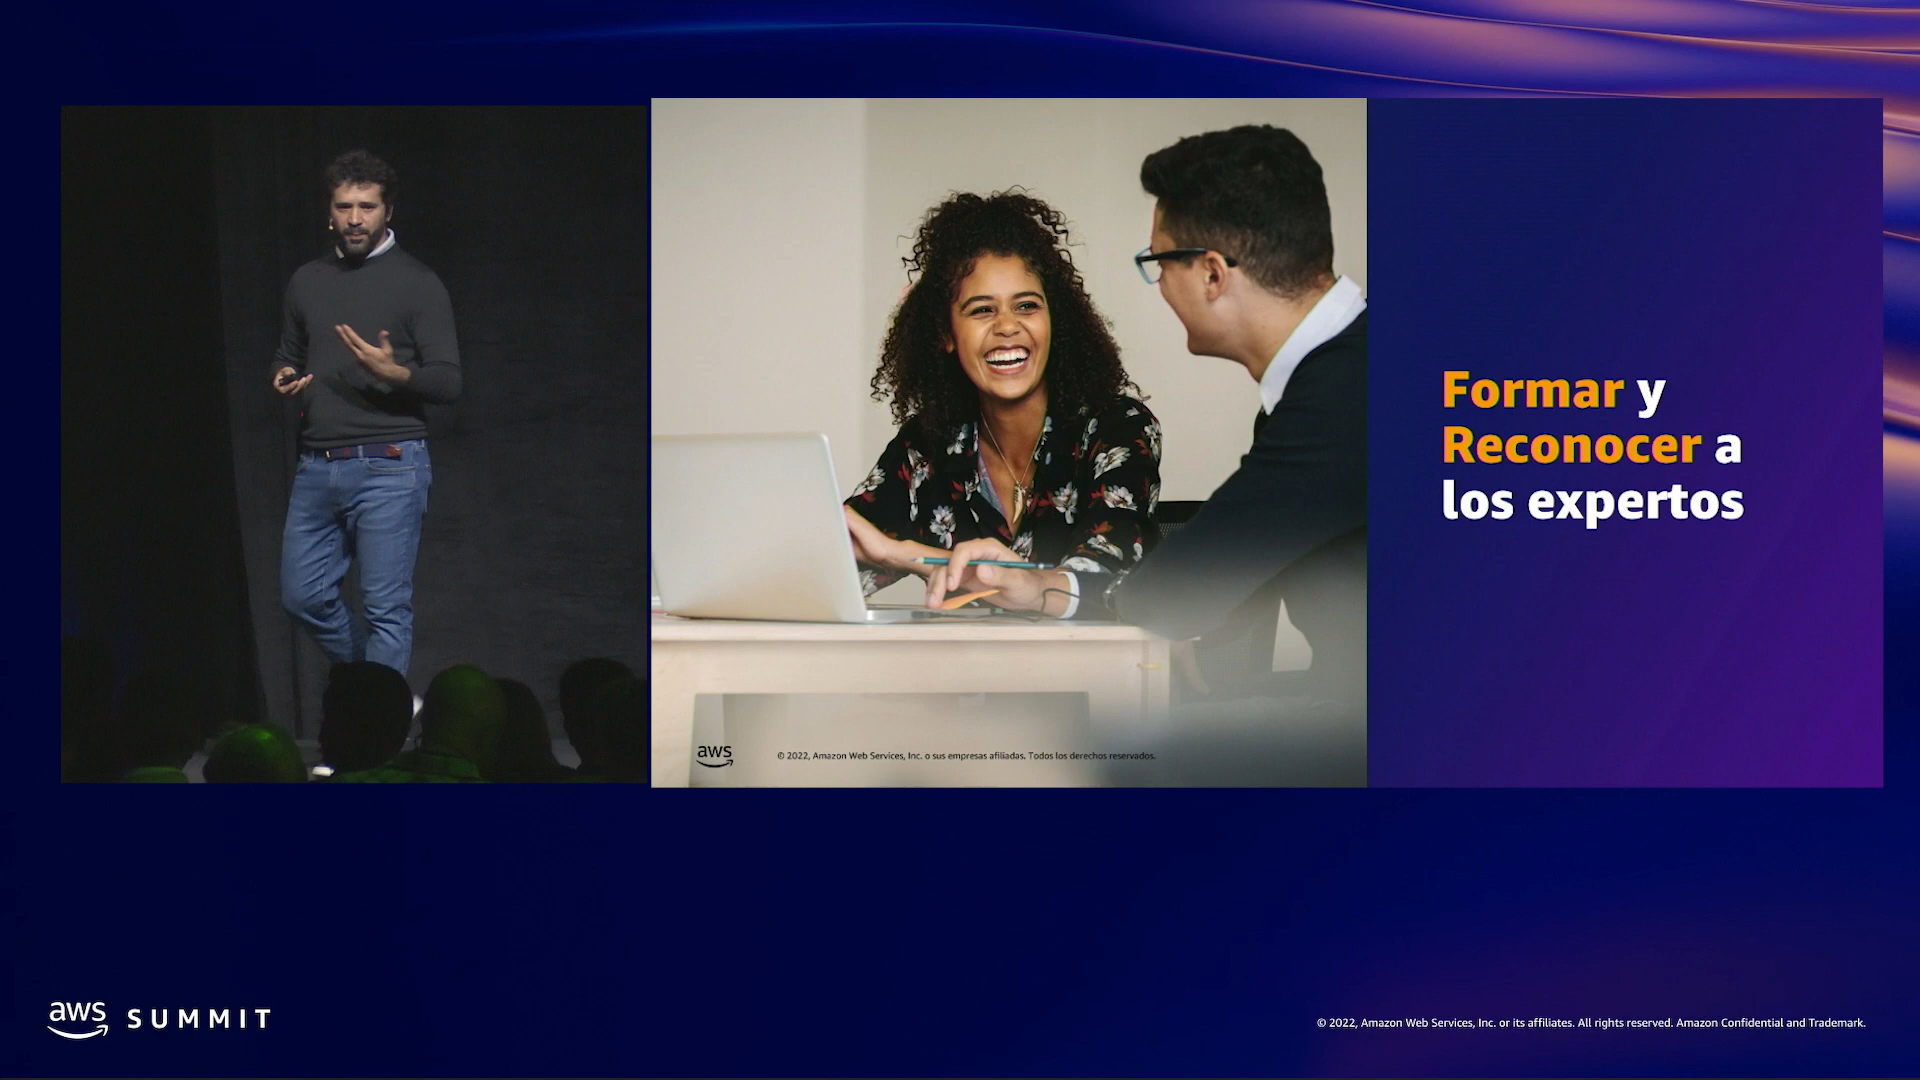 Formar y
Reconocer a
los expertos
aws
© 2022, Amazon Web Services, Inc. o sus empresas afiliadas. Todos los derechos reservados.
aws SUMMIT
© 2022, Amazon Web Services, Inc. or its affiliates. All rights reserved. Amazon Confidential and Trademark.